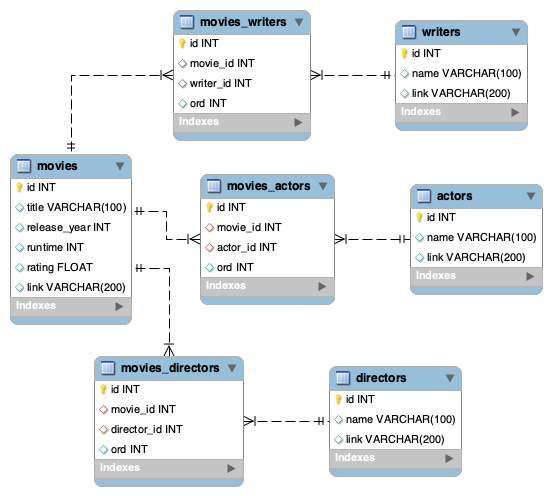 movies_writers
id INT
movie_id INT
writer_id INT
ord INT
Indexes
writers
id INT
name VARCHAR(100)
link VARCHAR(200)
Indexes
movies
id INT
title VARCHAR(100)
release_year INT
runtime INT
rating FLOAT
link VARCHAR(200)
Indexes
movies_actors
id INT
movie_id INT
actor_id INT
ord INT
Indexes
actors
id INT
name VARCHAR(100)
link VARCHAR(200)
Indexes
movies_directors
id INT
movie_id INT
director_id INT
ord INT
Indexes
directors
id INT
name VARCHAR(100)
link VARCHAR(200)
Indexes